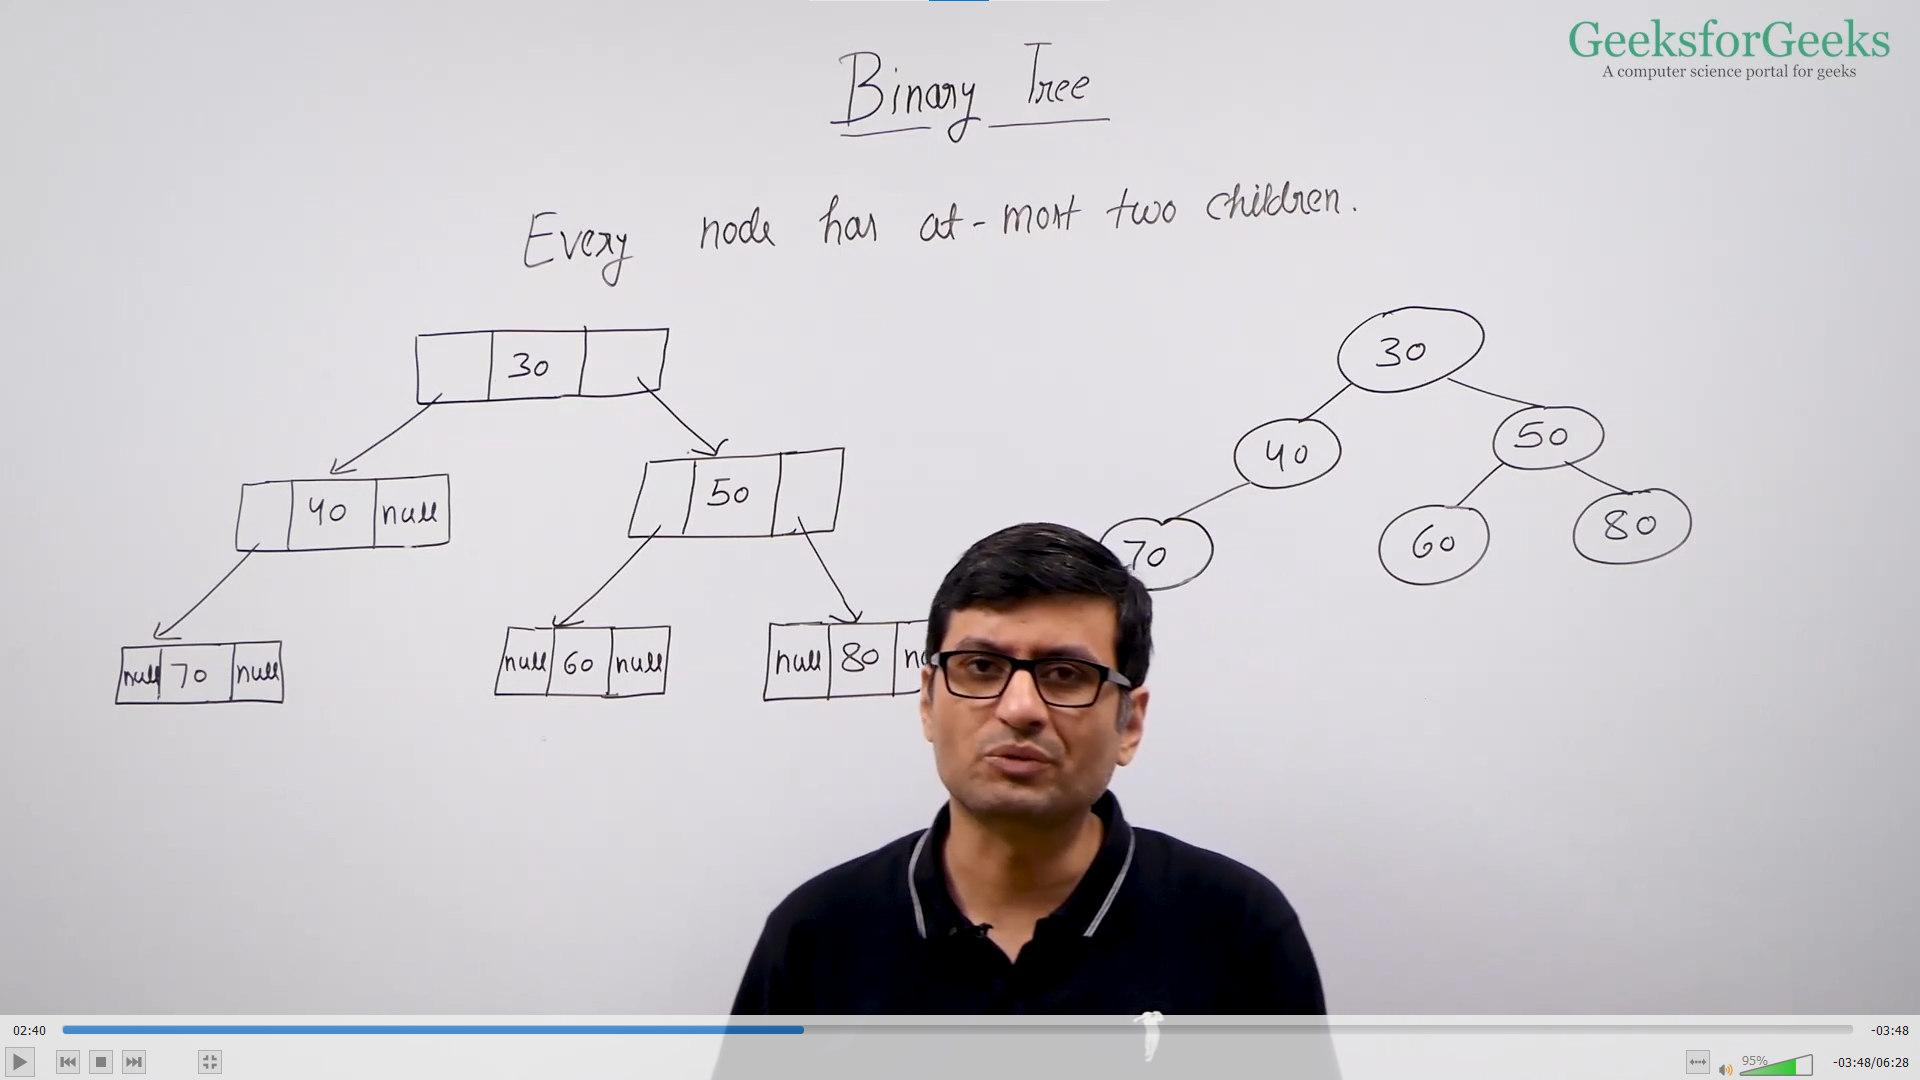 GeeksforGeeks
A computer science portal for geeks
Binary Tree
Every node has at-most two children.
30
30
40 null
50
40
50
null 70 null
null 60 null
null 80
70
60
80
02:40
-03:48
95%
-03:48/06:28